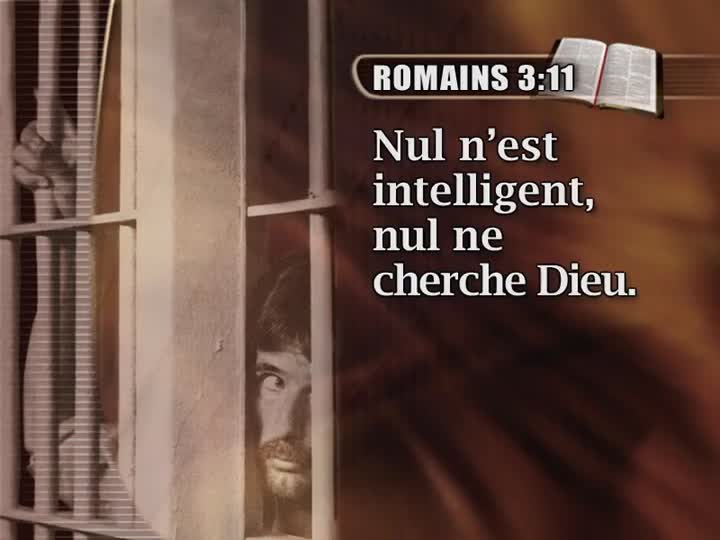 ROMAINS 3:11
Nul n’est
intelligent,
nul ne
cherche Dieu.